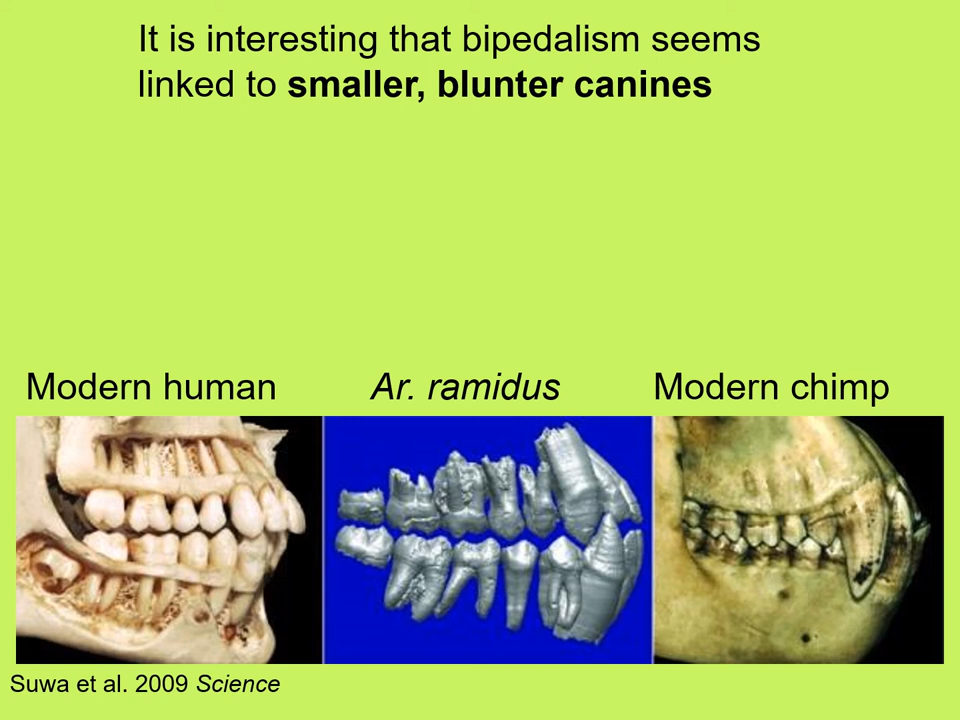 It is interesting that bipedalism seems
linked to smaller, blunter canines
Modern human
Ar. ramidus
Modern chimp
Suwa et al. 2009 Science